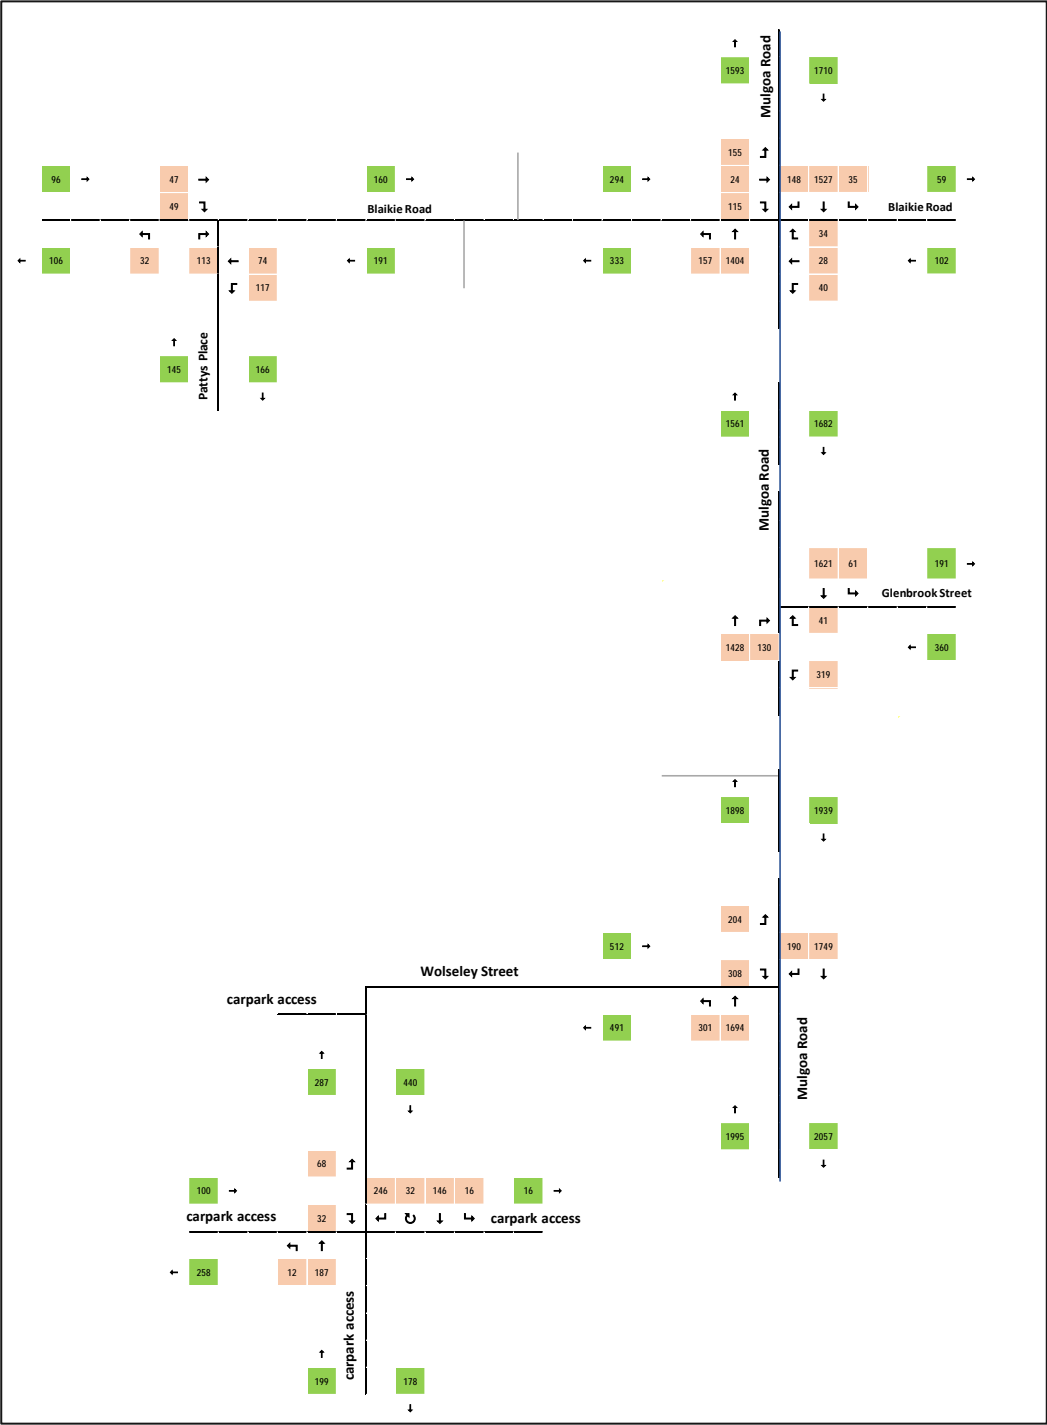 1593 Mulgoa Road 1710
155
96 47 160 294 24 148 1527 35 59
49 Blaikie Road 115 Blaikie Road
34
106 32 113 74 191 333 157 1404 28 102
117 40
145 Pattys Place 166
1561 1682
Mulgoa Road
1621 61 191
Glenbrook Street
41
1428 130 360
319
1898 1939
204
512 190 1749
Wolseley Street 308
carpark access
491 301 1694 Mulgoa Road
287 440
1995 2057
68
100 246 32 146 16 16
carpark access 32 carpark access
258 12 187
carpark access
199 178